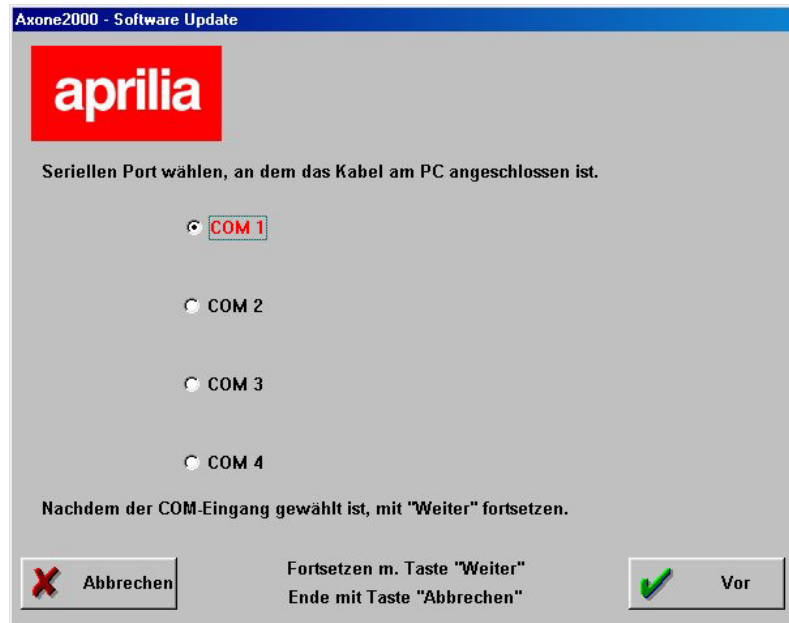 Axone2000 - Software Update
aprilia
Seriellen Port wählen, an dem das Kabel am PC angeschlossen ist.
COM 1
COM 2
COM 3
COM 4
Nachdem der COM-Eingang gewählt ist, mit "Weiter" fortsetzen.
Abbrechen
Fortsetzen m. Taste "Weiter"
Ende mit Taste "Abbrechen"
Vor